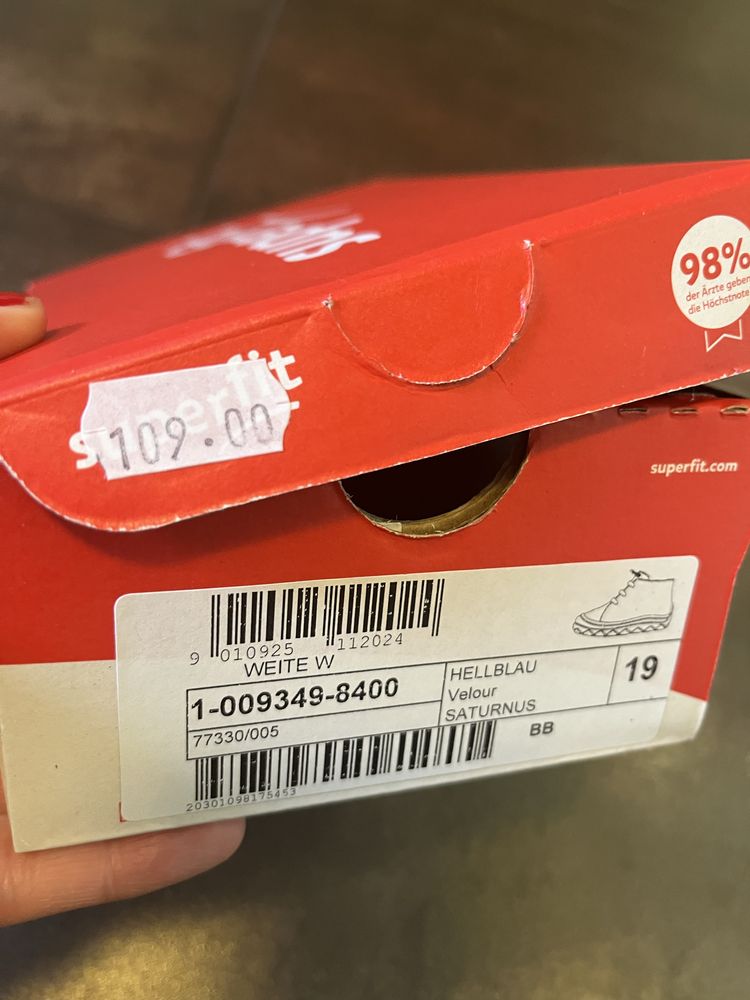 superfit
98%
der Ärzte geben
die Höchstnote
superfit
109.00
superfit.com
9 010925 112024
WEITE W
1-009349-8400
HELLBLAU
Velour
SATURNUS
19
77330/005
BB
20301098175453